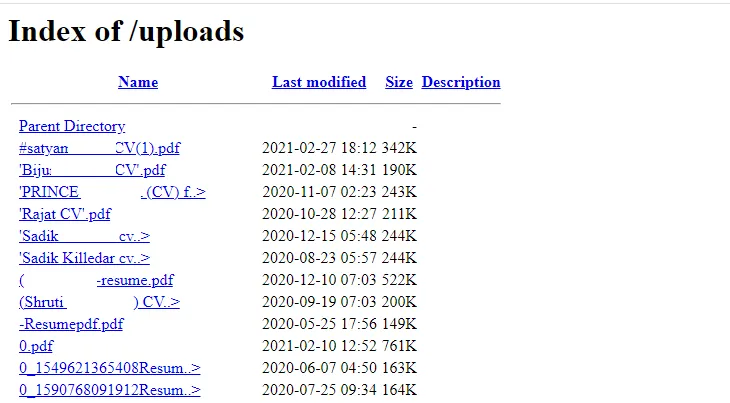 Index of /uploads
Name Last modified Size Description
Parent Directory -
#satyan CV(1).pdf 2021-02-27 18:12 342K
'Biju CV'.pdf 2021-02-08 14:31 190K
'PRINCE .(CV) f..> 2020-11-07 02:23 243K
'Rajat CV'.pdf 2020-10-28 12:27 211K
'Sadik cv..> 2020-12-15 05:48 244K
'Sadik Killedar cv..> 2020-08-23 05:57 244K
( -resume.pdf 2020-12-10 07:03 522K
(Shruti ) CV..> 2020-09-19 07:03 200K
-Resumepdf.pdf 2020-05-25 17:56 149K
0.pdf 2021-02-10 12:52 761K
0_1549621365408Resum..> 2020-06-07 04:50 163K
0_1590768091912Resum..> 2020-07-25 09:34 164K